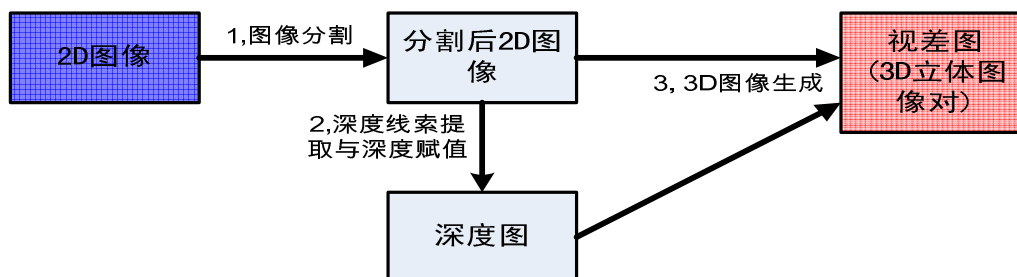 2D图像
1,图像分割
分割后2D图
像
视差图
（3D立体图
像对）
3, 3D图像生成
2,深度线索提
取与深度赋值
深度图